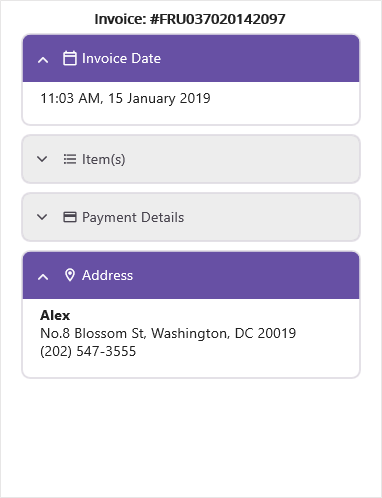 Invoice: #FRU037020142097
Invoice Date
11:03 AM, 15 January 2019
Item(s)
Payment Details
Address
Alex
No.8 Blossom St, Washington, DC 20019
(202) 547-3555